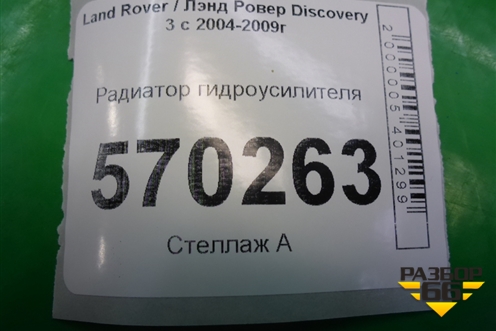 Land Rover / Лэнд Ровер Discovery
3 с 2004-2009г
Радиатор гидроусилителя
570263
Стеллаж А
2000005401299
РАЗБОР
66